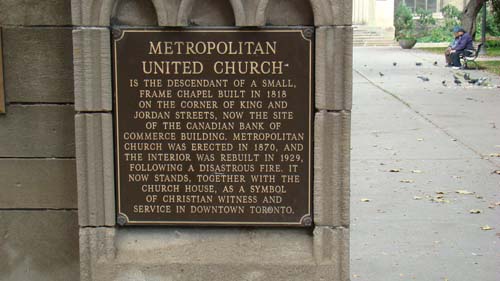 METROPOLITAN
UNITED CHURCH
IS THE DESCENDANT OF A SMALL,
FRAME CHAPEL BUILT IN 1818
ON THE CORNER OF KING AND
JORDAN STREETS, NOW THE SITE
OF THE CANADIAN BANK OF
COMMERCE BUILDING. METROPOLITAN
CHURCH WAS ERECTED IN 1870, AND
THE INTERIOR WAS REBUILT IN 1929,
FOLLOWING A DISASTROUS FIRE. IT
NOW STANDS, TOGETHER WITH THE
CHURCH HOUSE, AS A SYMBOL
OF CHRISTIAN WITNESS AND
SERVICE IN DOWNTOWN TORONTO.